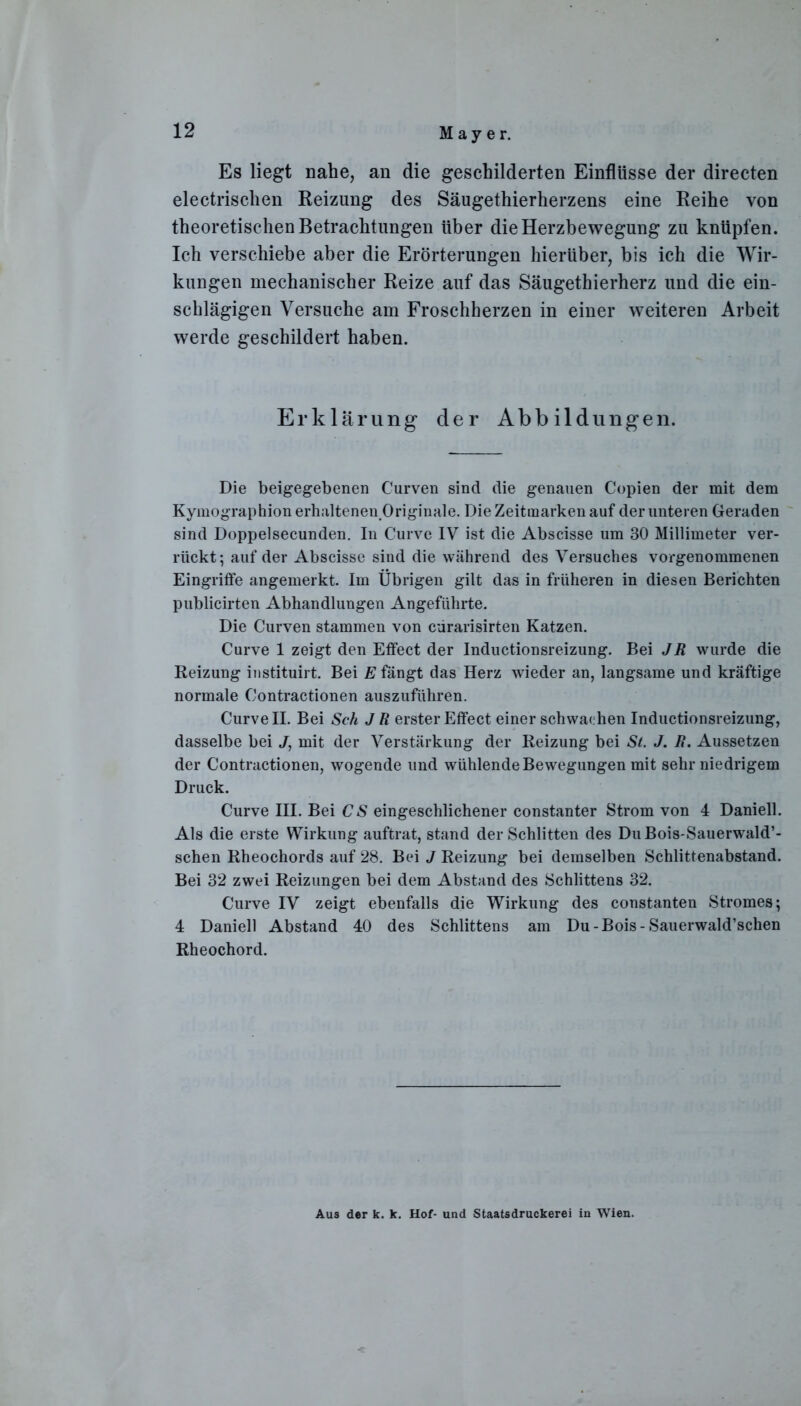 12
Mayer.
Es liegt nahe, an die geschilderten Einflüsse der directen
electrischen Reizung des Säugethierherzens eine Reihe von
theoretischen Betrachtungen über die Herzbewegung zu knüpfen.
Ich verschiebe aber die Erörterungen hierüber, bis ich die Wir-
kungen mechanischer Reize auf das Säugethierherz und die ein-
schlägigen Versuche am Froschherzen in einer weiteren Arbeit
werde geschildert haben.
Erklärung der Abbildungen.
Die beigegebenen Curven sind die genauen Copien der mit dem
Kymographion erhaltenen Originale. Die Zeitmarken auf der unteren Geraden
sind Doppelsecunden. In Curve IV ist die Abscisse um 30 Millimeter ver-
rückt; auf der Abscisse sind die während des Versuches vorgenommenen
Eingriffe angemerkt. Im Übrigen gilt das in früheren in diesen Berichten
publicirten Abhandlungen Angeführte.
Die Curven stammen von cürarisirten Katzen.
Curve 1 zeigt den Effect der Inductionsreizung. Bei JR wurde die
Reizung instituirt. Bei E fängt das Herz wieder an, langsame und kräftige
normale Contractionen auszuführen.
Curve II. Bei Sch J R erster Effect einer schwachen Inductionsreizung,
dasselbe bei J, mit der Verstärkung der Reizung bei St. J. R. Aussetzen
der Contractionen, wogende und wühlende Bewegungen mit sehr niedrigem
Druck.
Curve III. Bei CS eingeschlichener constanter Strom von 4 Daniell.
Als die erste Wirkung auftrat, stand der Schlitten des Du Bois-Sauerwald'-
schen Rheochords auf 28. Bei J Reizung bei demselben Schlittenabstand.
Bei 32 zwei Reizungen bei dem Abstand des Schlittens 32.
Curve IV zeigt ebenfalls die Wirkung des constanten Stromes;
4 Daniell Abstand 40 des Schlittens am Du-Bois-Sauerwald'schen
Rheochord.
Aus der k. k. Hof- und Staatsdruckerei in Wien.